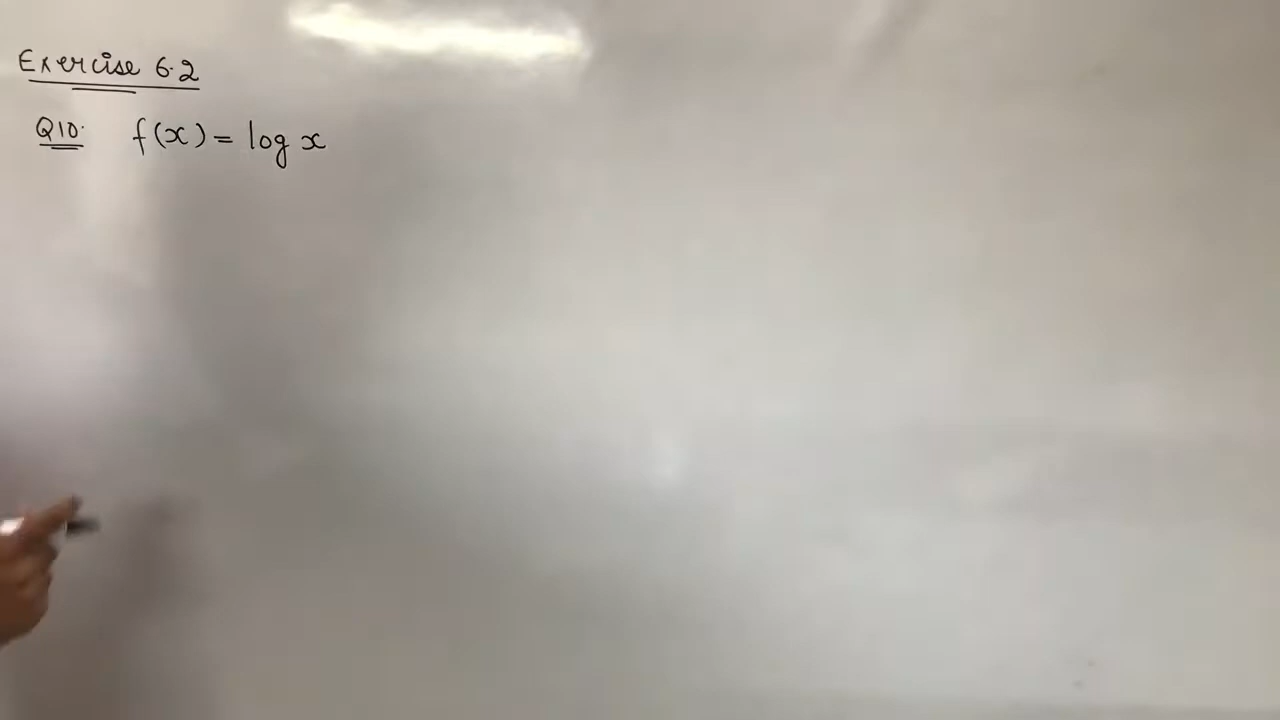 Exercise 6.2
Q10. f(x) = log x